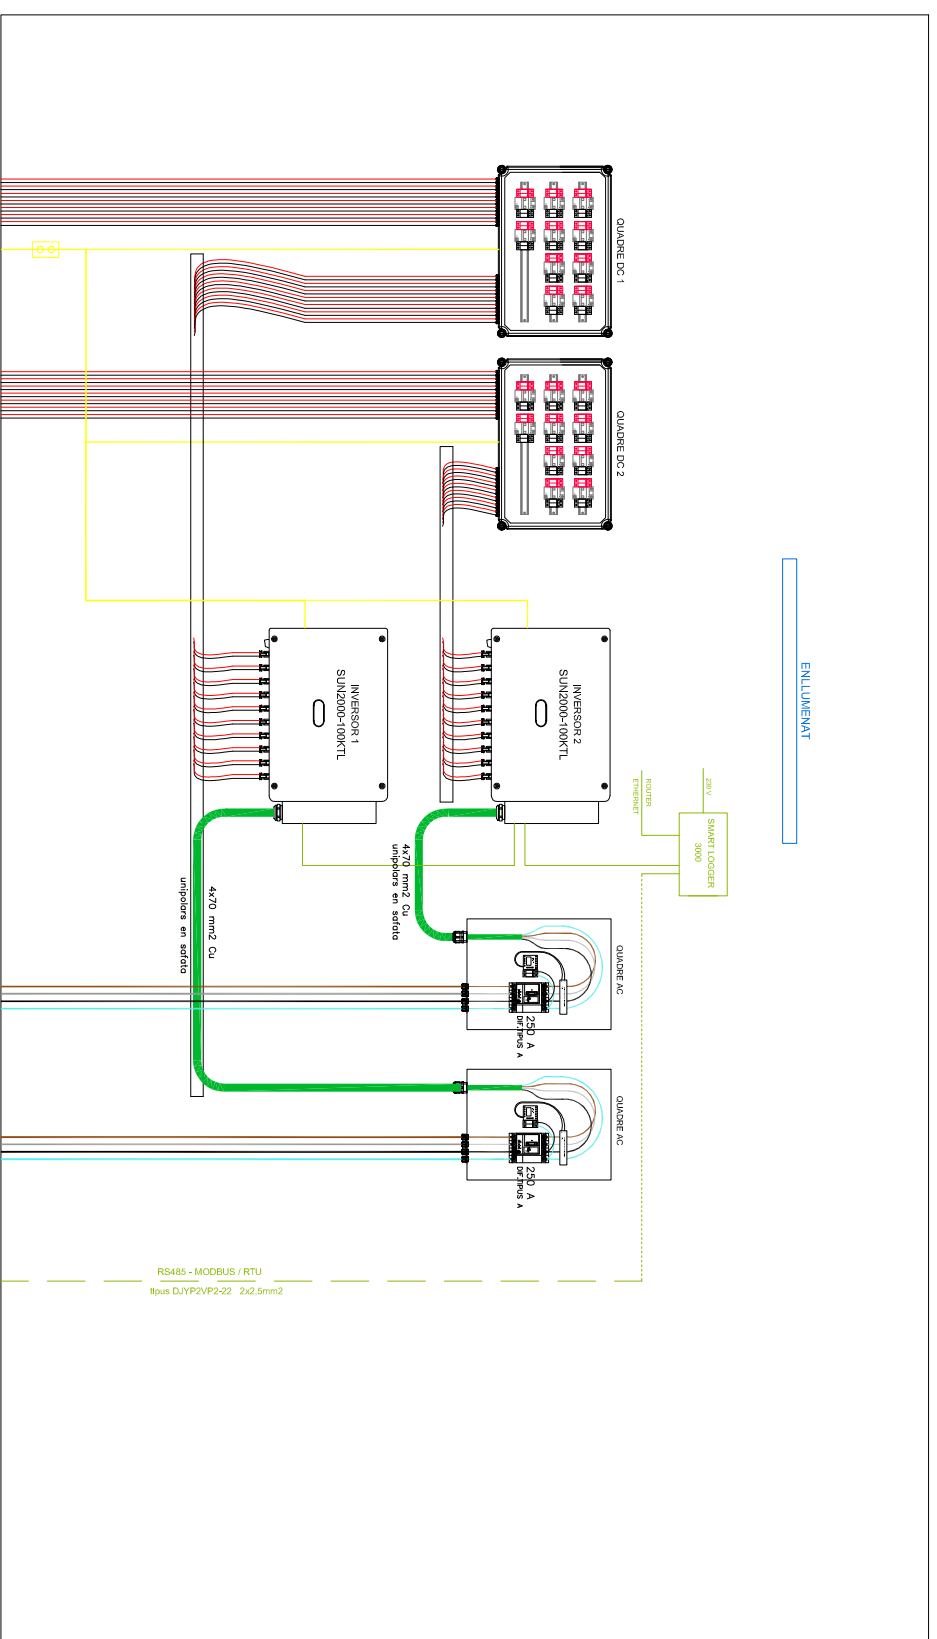 QUADRE DC 1
QUADRE DC 2
ENLLUMENAT
INVERSOR 1
SUN2000-100KTL
INVERSOR 2
SUN2000-100KTL
230 V
ROUTER
ETHERNET
SMART LOGGER
3000
4x70 mm2 Cu
unipolars en safata
4x70 mm2 Cu
unipolars en safata
QUADRE AC
250 A
DIF.TIPUS A
QUADRE AC
250 A
DIF.TIPUS A
RS485 - MODBUS / RTU
tipus DJYP2VP2-22 2x2,5mm2